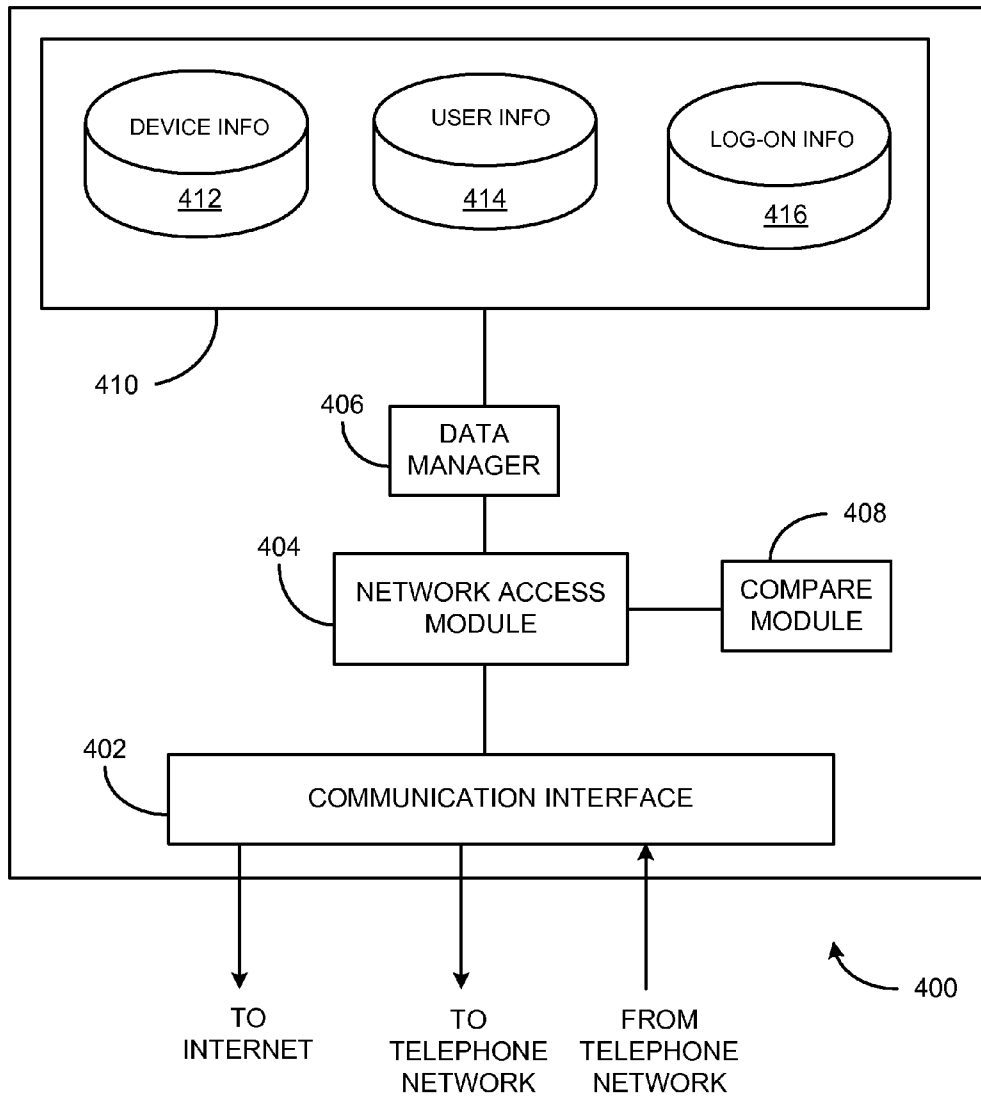 DEVICE INFO
412
USER INFO
414
LOG-ON INFO
416
410
406
DATA
MANAGER
408
404
NETWORK ACCESS
MODULE
COMPARE
MODULE
402
COMMUNICATION INTERFACE
400
TO
INTERNET
TO
TELEPHONE
NETWORK
FROM
TELEPHONE
NETWORK